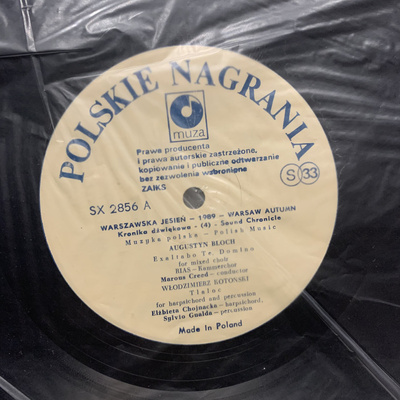 POLSKIE NAGRANIA
muza
Prawa producenta
i prawa autorskie zastrzeżone,
kopiowanie i publiczne odtwarzanie
bez zezwolenia wzbronione
ZAIKS
S 33
SX 2856 A
WARSZAWSKA JESIEŃ - 1989 - WARSAW AUTUMN
Kronika dźwiękowa - (4) - Sound Chronicle
Muzyka polska - Polish Music
AUGUSTYN BLOCH
Exaltabo Te, Domine
for mixed choir
RIAS - Kammerchor
Marcus Creed - conductor
WŁODZIMIERZ KOTOŃSKI
Tlaloc
for harpsichord and percussion
Elżbieta Chojnacka - harpsichord,
Sylvio Gualda - percussion
Made in Poland